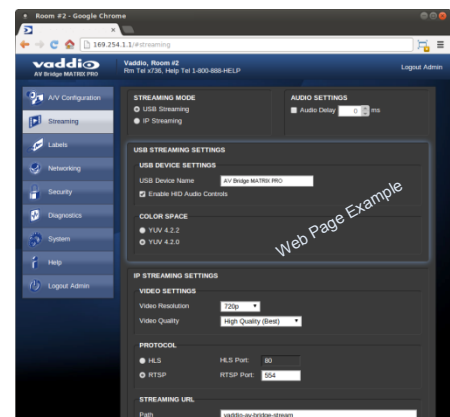 Room #2 - Google Chrome
169.254.1.1/#streaming
vaddio
AV Bridge MATRIX PRO
Vaddio, Room #2
Rm Tel x736, Help Tel 1-800-888-HELP
Logout Admin
A/V Configuration
Streaming
Labels
Networking
Security
Diagnostics
System
Help
Logout Admin
STREAMING MODE
USB Streaming
IP Streaming
AUDIO SETTINGS
Audio Delay 0 ms
USB STREAMING SETTINGS
USB DEVICE SETTINGS
USB Device Name AV Bridge MATRIX PRO
Enable HID Audio Controls
COLOR SPACE
YUV 4.2.2
YUV 4.2.0
Web Page Example
IP STREAMING SETTINGS
VIDEO SETTINGS
Video Resolution 720p
Video Quality High Quality (Best)
PROTOCOL
HLS HLS Port: 80
RTSP RTSP Port: 554
STREAMING URL
Path vaddio-av-bridge-stream